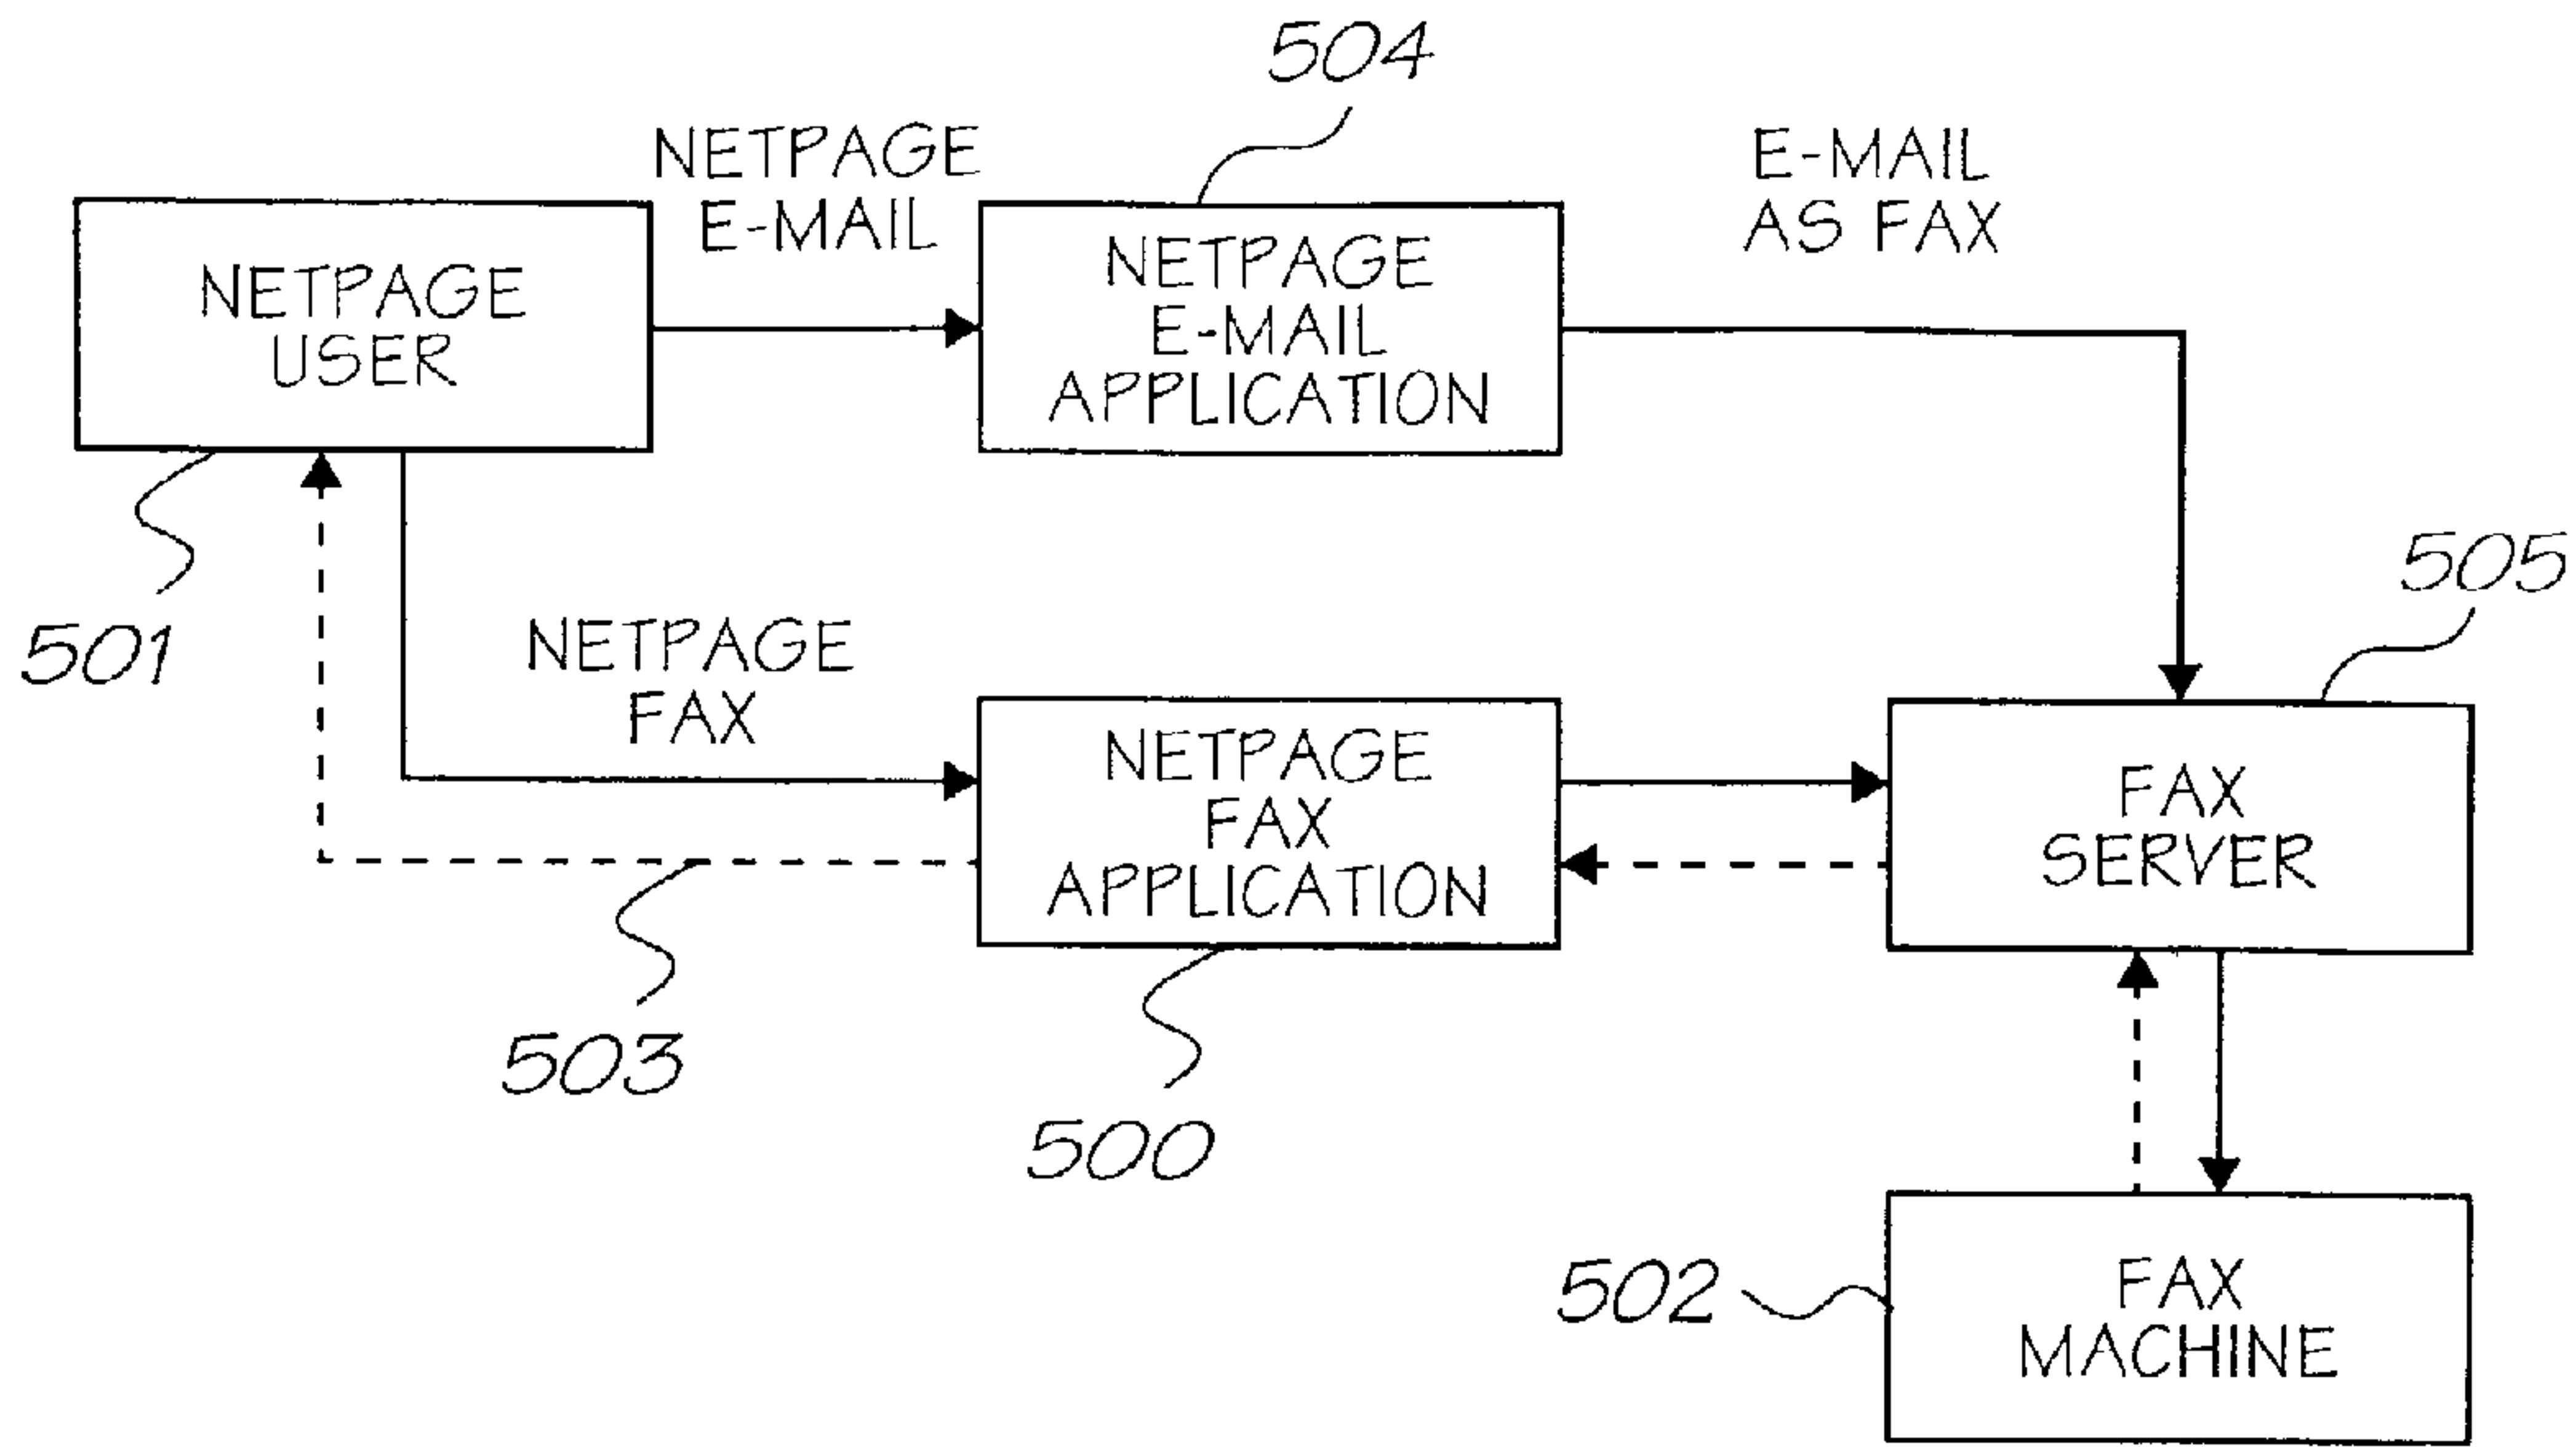 504
NETPAGE
E-MAIL
E-MAIL
AS FAX
NETPAGE
USER
NETPAGE
E-MAIL
APPLICATION
501
505
NETPAGE
FAX
NETPAGE
FAX
APPLICATION
FAX
SERVER
503
500
502
FAX
MACHINE